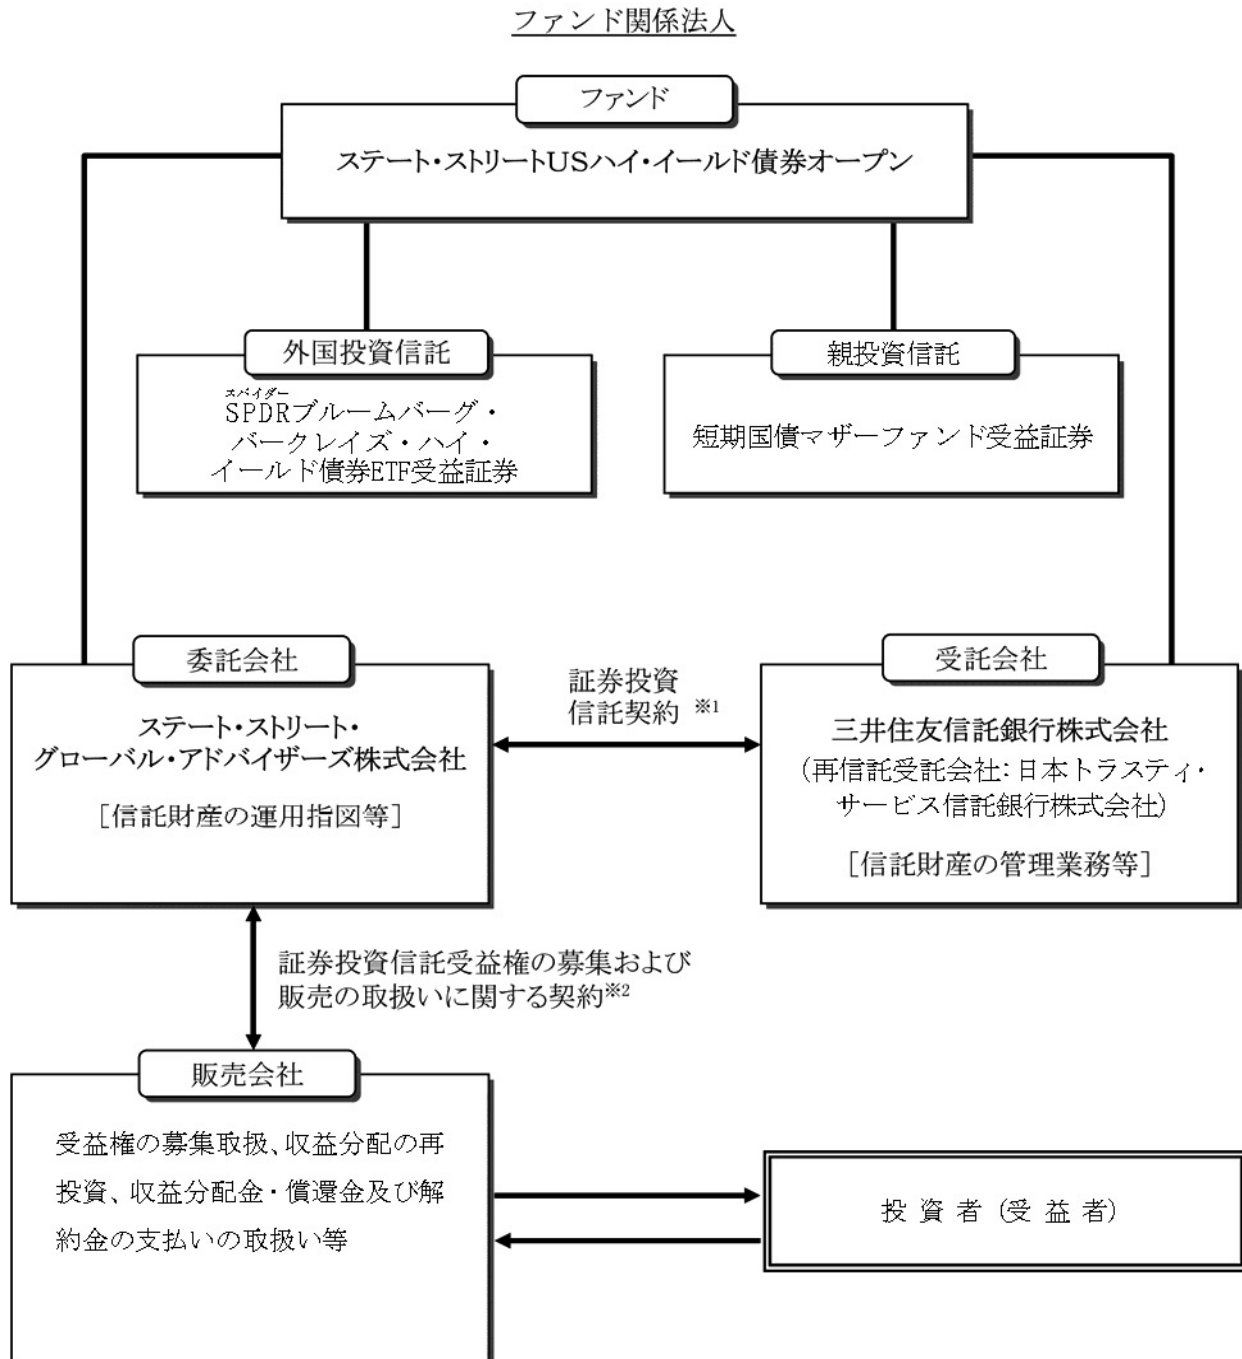 ファンド関係法人
ファンド
ステート・ストリートUSハイ・イールド債券オープン
外国投資信託
スパイダー
SPDRブルームバーグ・
バークレイズ・ハイ・
イールド債券ETF受益証券
親投資信託
短期国債マザーファンド受益証券
委託会社
ステート・ストリート・
グローバル・アドバイザーズ株式会社
［信託財産の運用指図等］
証券投資
信託契約 ※1
受託会社
三井住友信託銀行株式会社
（再信託受託会社：日本トラスティ・
サービス信託銀行株式会社）
［信託財産の管理業務等］
証券投資信託受益権の募集および
販売の取扱いに関する契約※2
販売会社
受益権の募集取扱、収益分配の再
投資、収益分配金・償還金及び解
約金の支払いの取扱い等
投資者（受益者）